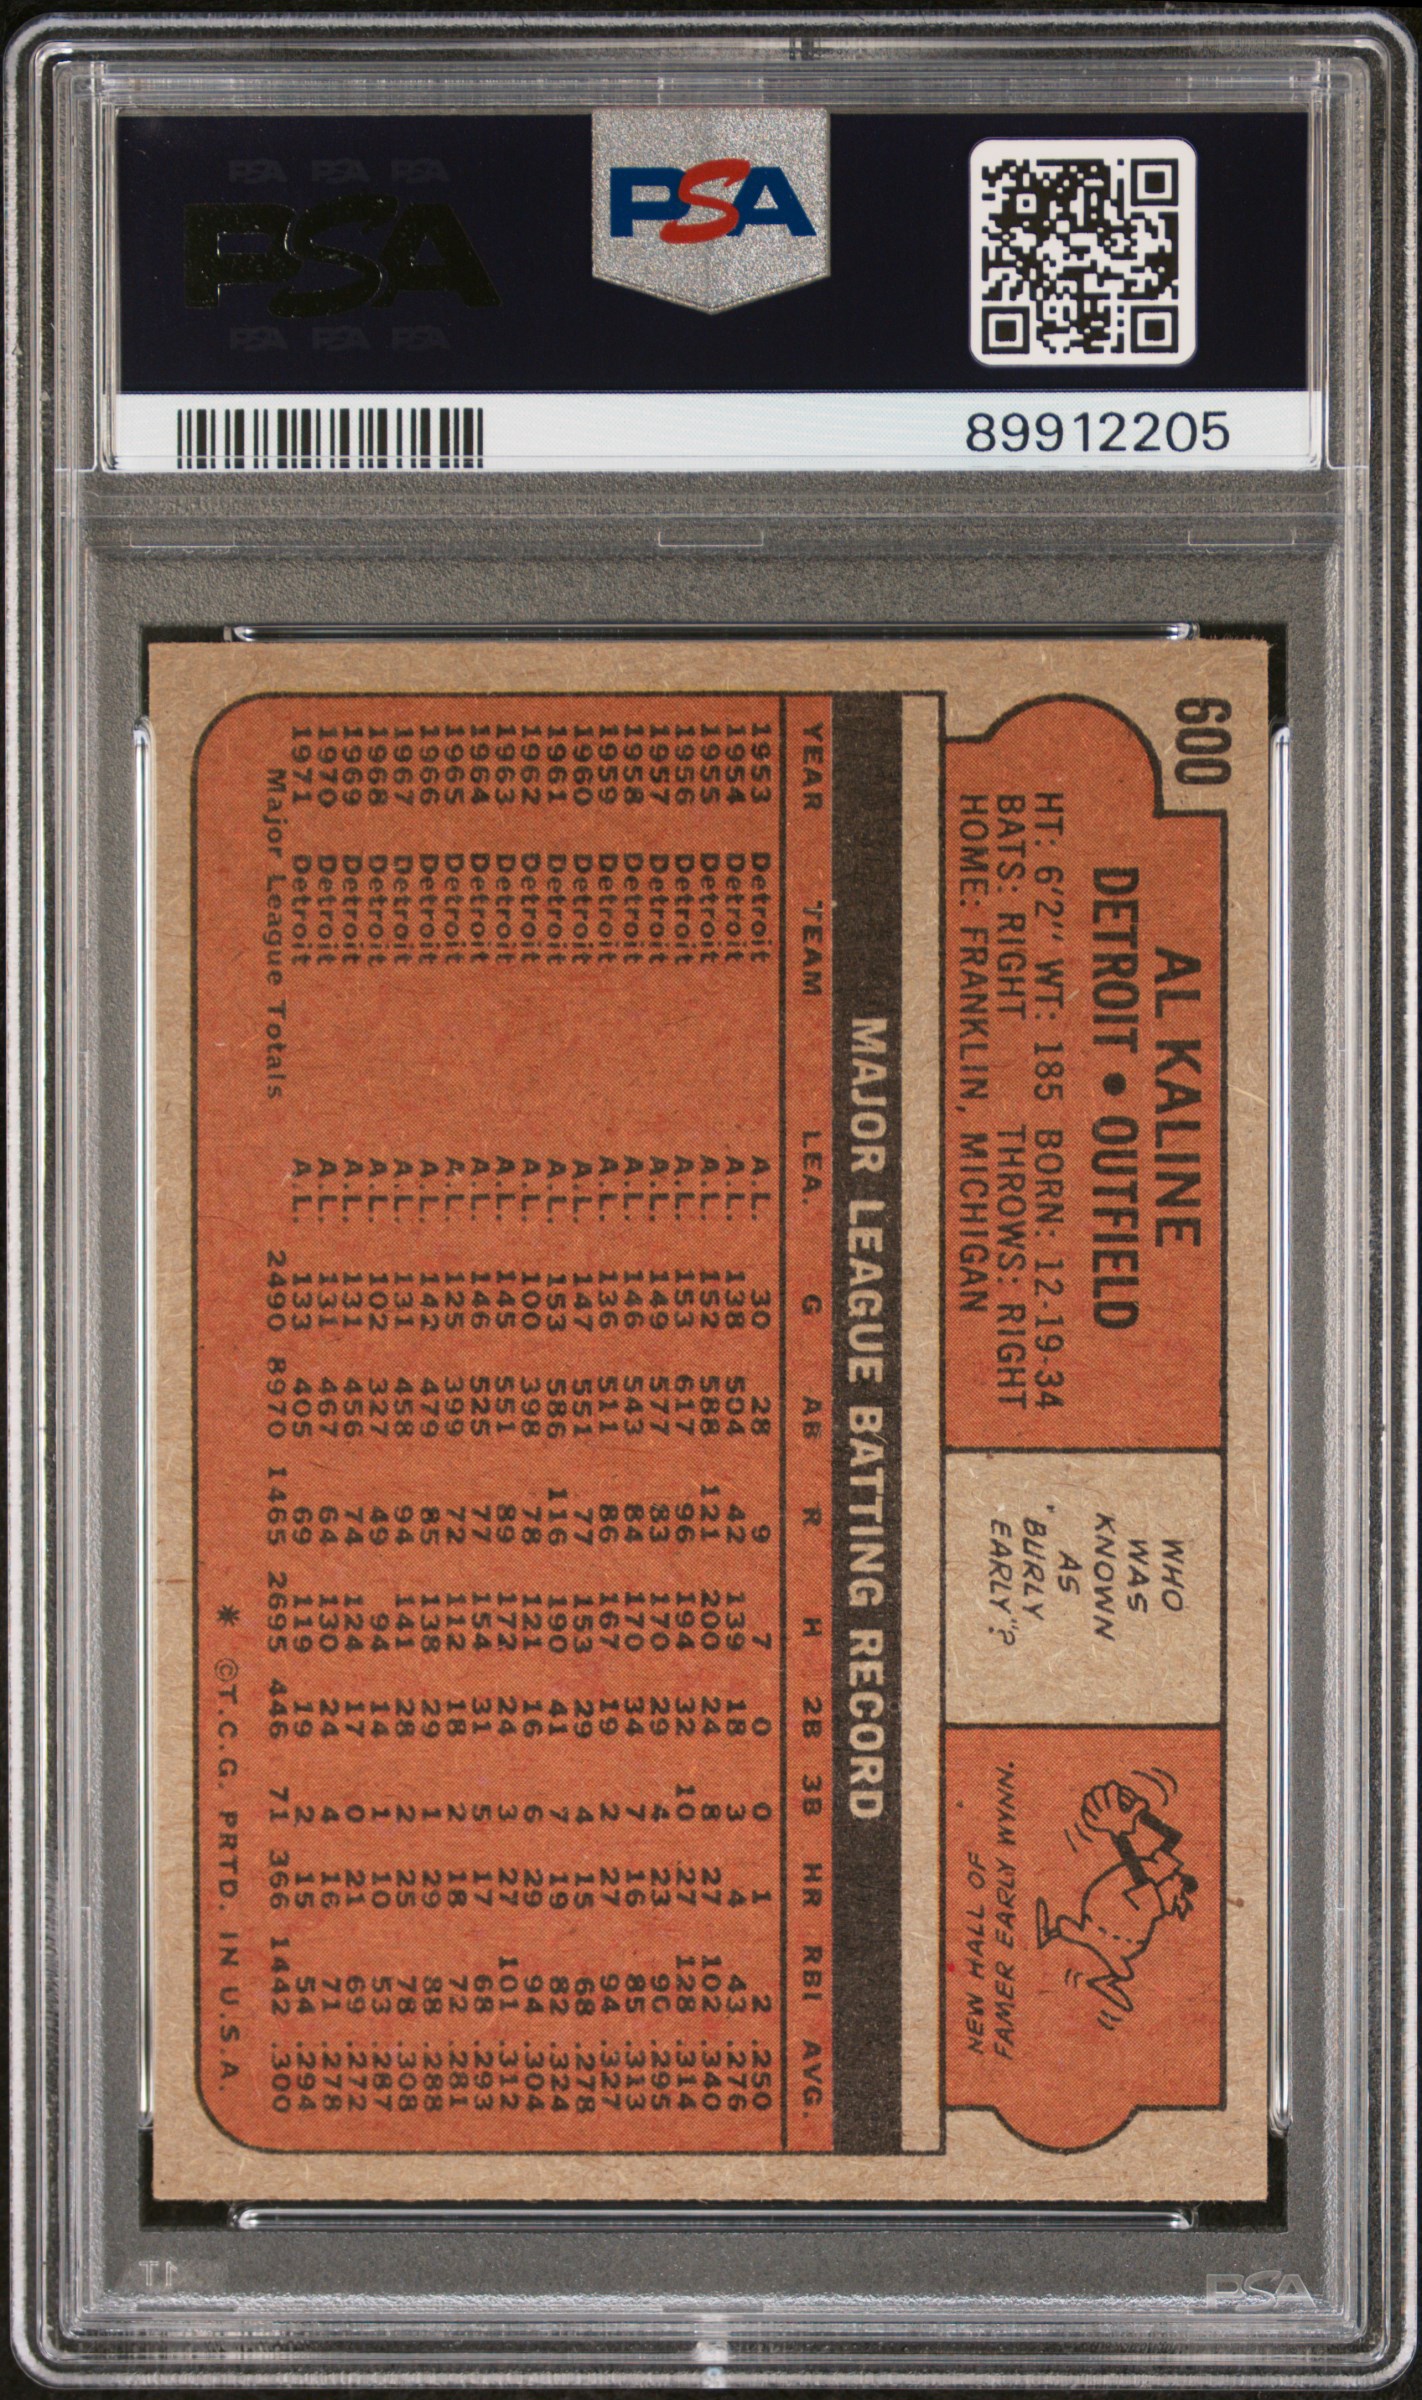 PSA PSA PSA
PSA
PSA PSA PSA
PSA
89912205
600
AL KALINE
DETROIT • OUTFIELD
HT: 6'2" WT: 185 BORN: 12-19-34
BATS: RIGHT THROWS: RIGHT
HOME: FRANKLIN, MICHIGAN
WHO
WAS
KNOWN
AS
"BURLY
EARLY"?
NEW HALL OF
FAMER EARLY WYNN.
MAJOR LEAGUE BATTING RECORD
YEAR TEAM LEA. G AB R H 2B 3B HR RBI AVG.
1953 Detroit A.L. 30 28 9 7 0 0 1 2 .250
1954 Detroit A.L. 138 504 42 139 18 3 4 43 .276
1955 Detroit A.L. 152 588 121 200 24 8 27 102 .340
1956 Detroit A.L. 153 617 96 194 32 10 27 128 .314
1957 Detroit A.L. 149 577 83 170 29 4 23 90 .295
1958 Detroit A.L. 146 543 84 170 34 7 16 85 .313
1959 Detroit A.L. 136 511 86 167 19 2 27 94 .327
1960 Detroit A.L. 147 551 77 153 29 4 15 68 .278
1961 Detroit A.L. 153 586 116 190 41 7 19 82 .324
1962 Detroit A.L. 100 398 78 121 16 6 29 94 .304
1963 Detroit A.L. 145 551 89 172 24 3 27 101 .312
1964 Detroit A.L. 146 525 77 154 31 5 17 68 .293
1965 Detroit A.L. 125 399 72 112 18 2 18 72 .281
1966 Detroit A.L. 142 479 85 138 29 1 29 88 .288
1967 Detroit A.L. 131 458 94 141 28 2 25 78 .308
1968 Detroit A.L. 102 327 49 94 14 1 10 53 .287
1969 Detroit A.L. 131 456 74 124 17 0 21 69 .272
1970 Detroit A.L. 131 467 64 130 24 4 16 71 .278
1971 Detroit A.L. 133 405 69 119 19 2 15 54 .294
Major League Totals 2490 8970 1465 2695 446 71 366 1442 .300
* ©T.C.G. PRTD. IN U.S.A.
PSA